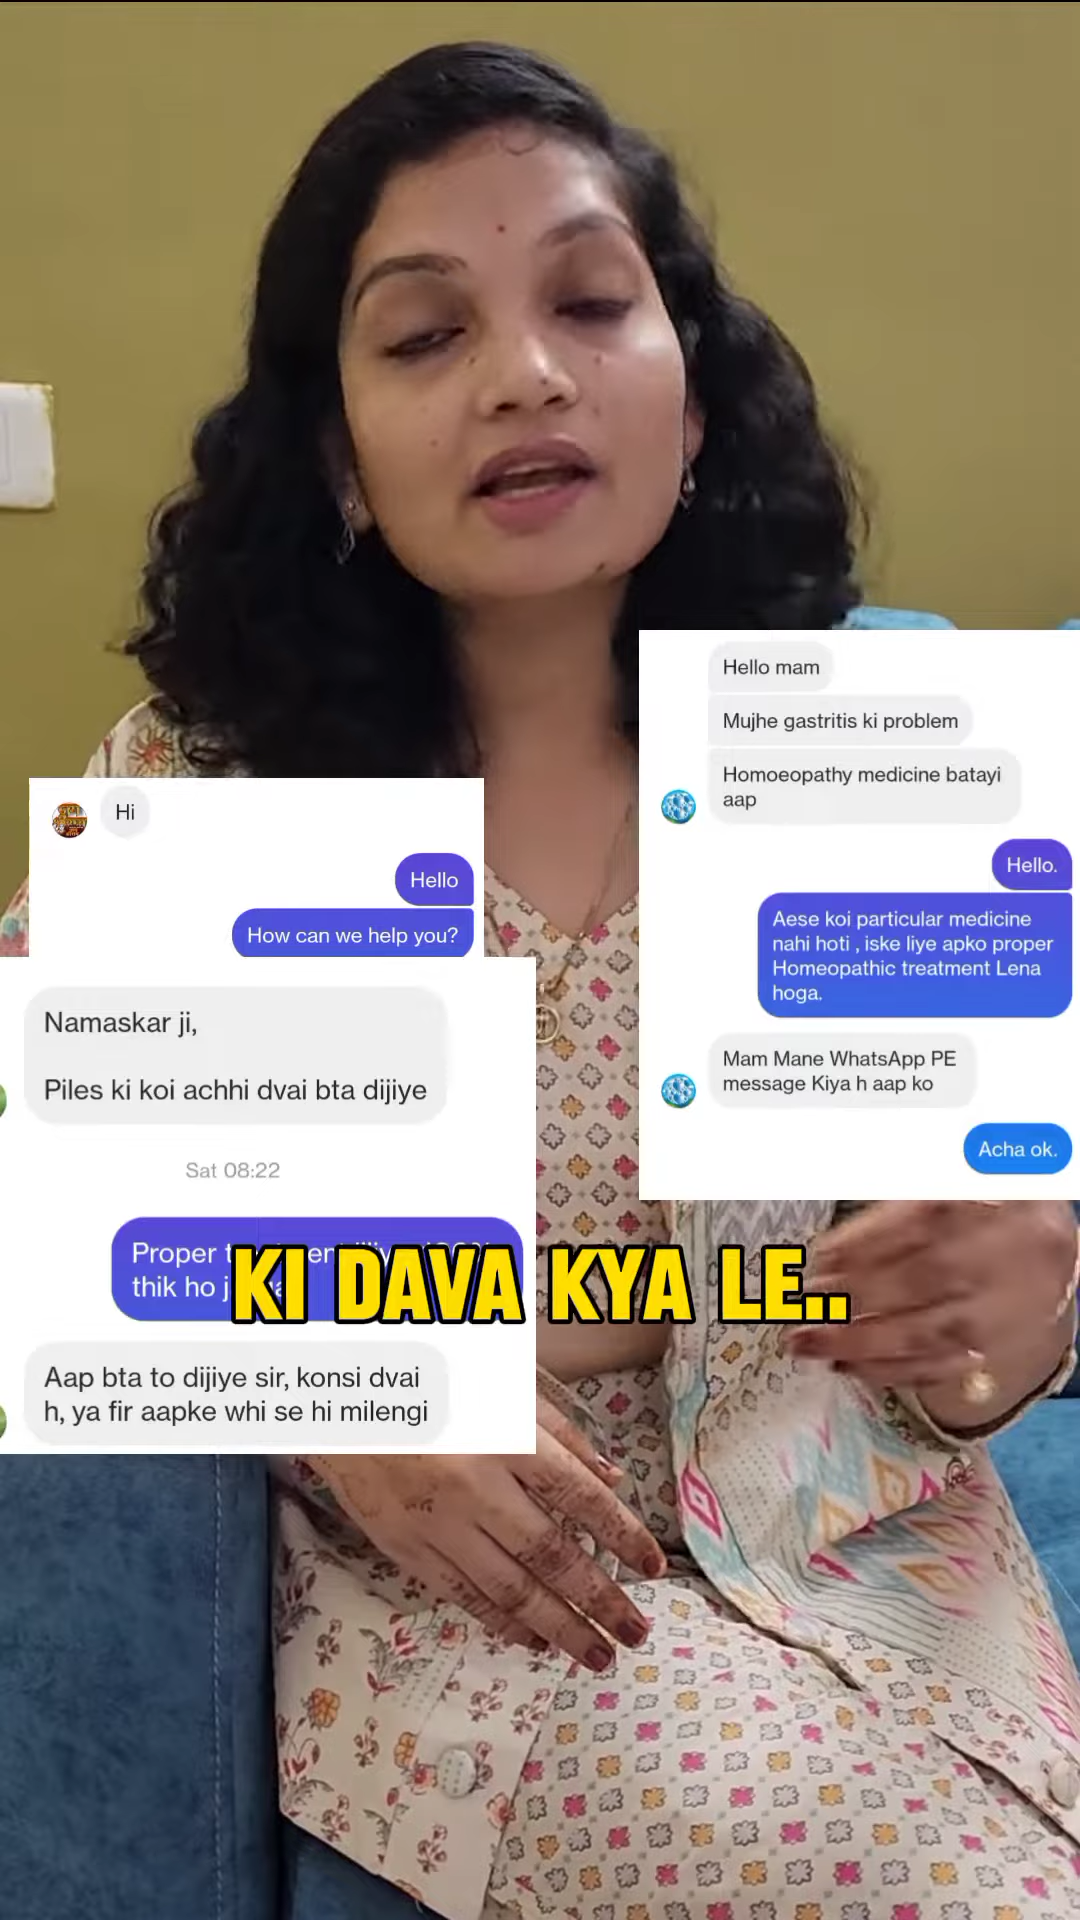 Hello mam
Mujhe gastritis ki problem
Homoeopathy medicine batayi
aap
Hello.
Aese koi particular medicine
nahi hoti , iske liye apko proper
Homeopathic treatment Lena
hoga.
Mam Mane WhatsApp PE
message Kiya h aap ko
Acha ok.
Hi
Hello
How can we help you?
Namaskar ji,
Piles ki koi achhi dvai bta dijiye
Sat 08:22
Proper
thik ho
KI DAVA KYA LE..
Aap bta to dijiye sir, konsi dvai
h, ya fir aapke whi se hi milengi